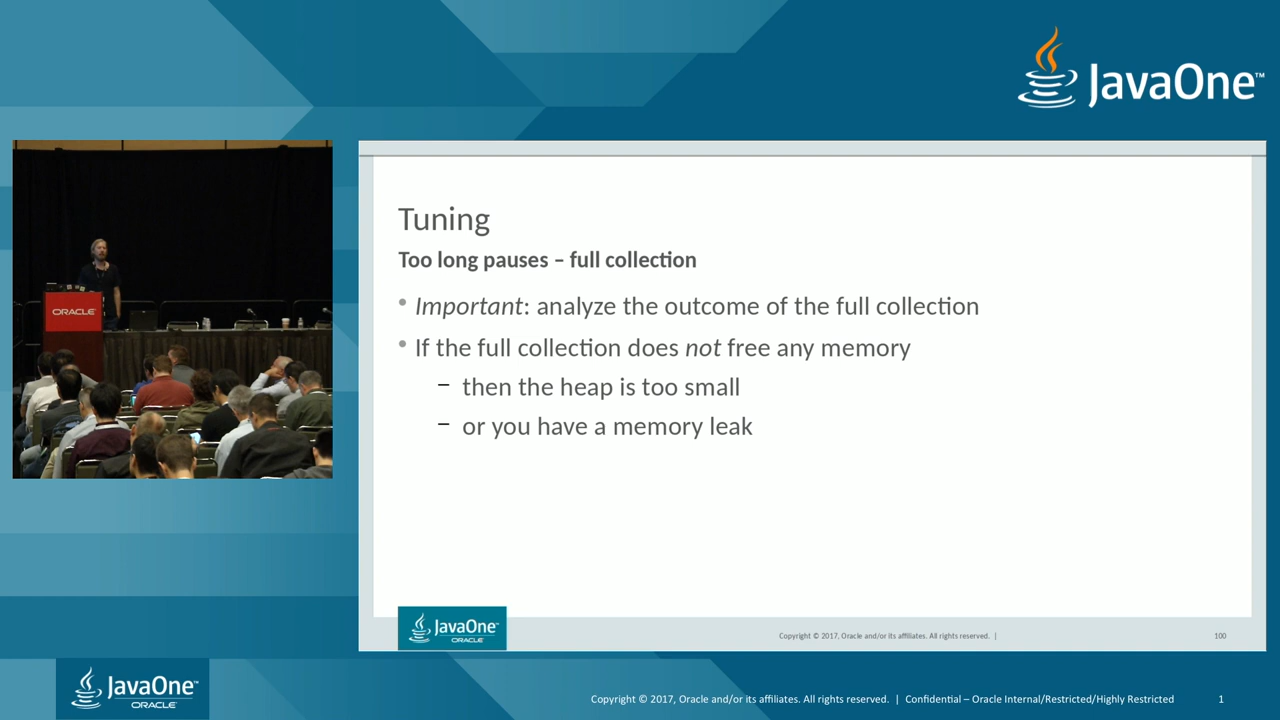 JavaOne™
ORACLE
Tuning
Too long pauses – full collection
• Important: analyze the outcome of the full collection
• If the full collection does not free any memory
– then the heap is too small
– or you have a memory leak
JavaOne™
ORACLE
Copyright © 2017, Oracle and/or its affiliates. All rights reserved. |
100
JavaOne™
ORACLE
Copyright © 2017, Oracle and/or its affiliates. All rights reserved. | Confidential – Oracle Internal/Restricted/Highly Restricted
1